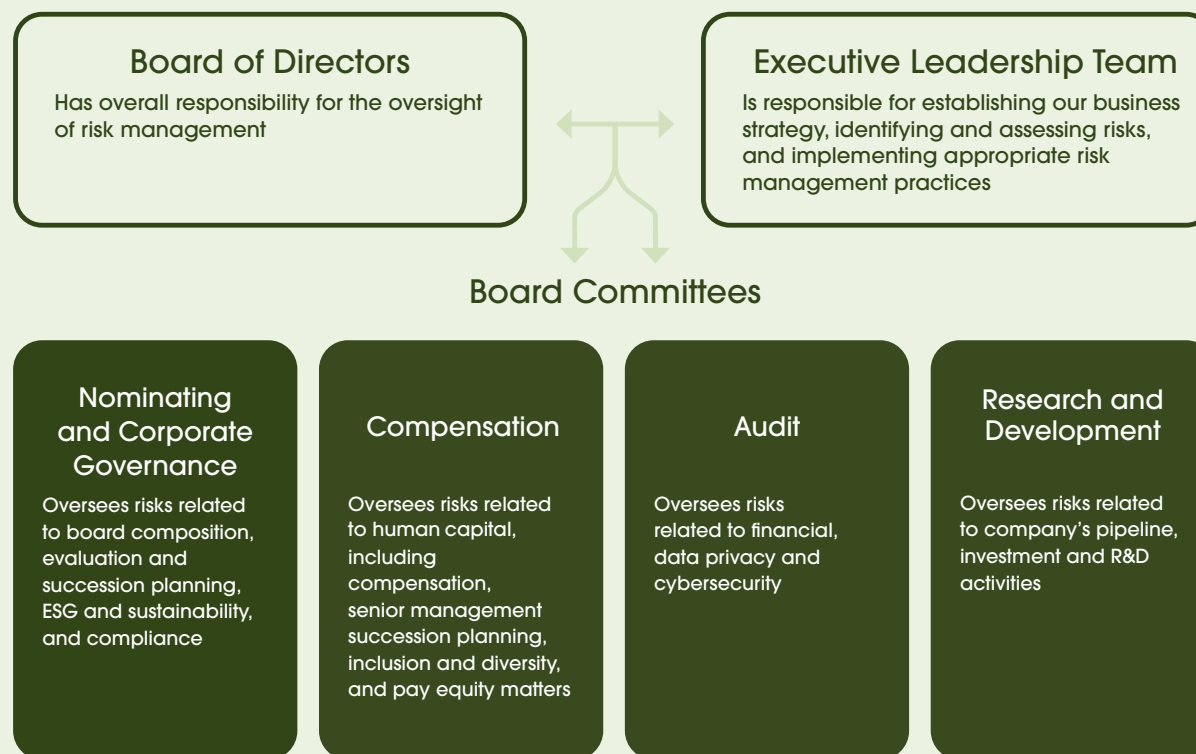 Board of Directors
Has overall responsibility for the oversight
of risk management
Executive Leadership Team
Is responsible for establishing our business
strategy, identifying and assessing risks,
and implementing appropriate risk
management practices
Board Committees
Nominating
and Corporate
Governance
Oversees risks related
to board composition,
evaluation and
succession planning,
ESG and sustainability,
and compliance
Compensation
Oversees risks related
to human capital,
including
compensation,
senior management
succession planning,
inclusion and diversity,
and pay equity matters
Audit
Oversees risks
related to financial,
data privacy and
cybersecurity
Research and
Development
Oversees risks related
to company’s pipeline,
investment and R&D
activities